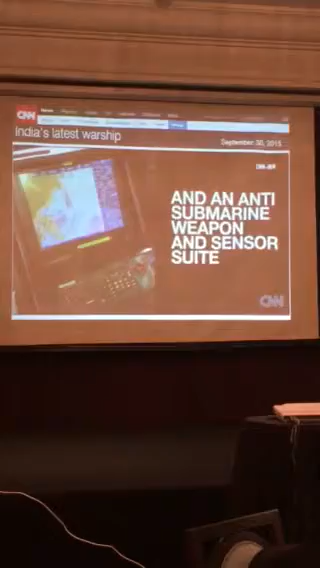 CNN
India's latest warship
September 30, 2015
AND AN ANTI
SUBMARINE
WEAPON
AND SENSOR
SUITE
CNN